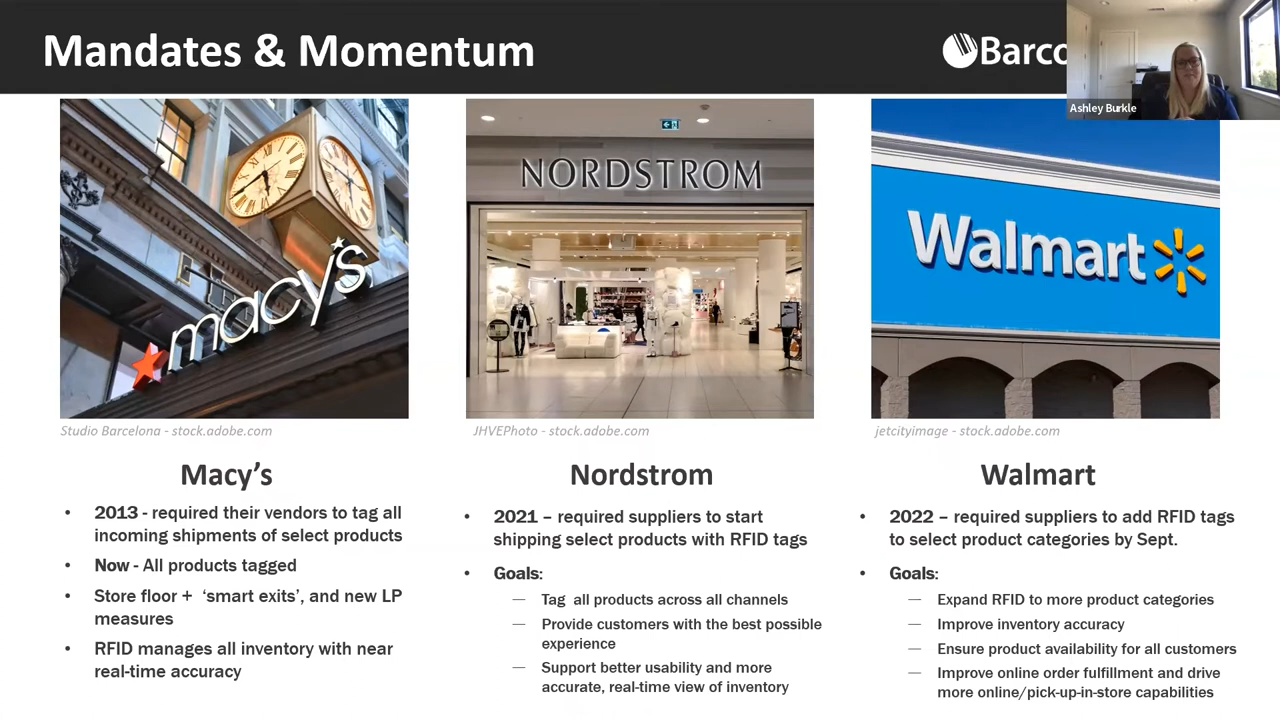 Mandates & Momentum
Barco
Ashley Burkle
macy's
NORDSTROM
Walmart
Studio Barcelona - stock.adobe.com
JHVEPhoto - stock.adobe.com
jetcityimage - stock.adobe.com
Macy’s
• 2013 - required their vendors to tag all
incoming shipments of select products
• Now - All products tagged
• Store floor + ‘smart exits’, and new LP
measures
• RFID manages all inventory with near
real-time accuracy
Nordstrom
• 2021 – required suppliers to start
shipping select products with RFID tags
• Goals:
— Tag all products across all channels
— Provide customers with the best possible
experience
— Support better usability and more
accurate, real-time view of inventory
Walmart
• 2022 – required suppliers to add RFID tags
to select product categories by Sept.
• Goals:
— Expand RFID to more product categories
— Improve inventory accuracy
— Ensure product availability for all customers
— Improve online order fulfillment and drive
more online/pick-up-in-store capabilities